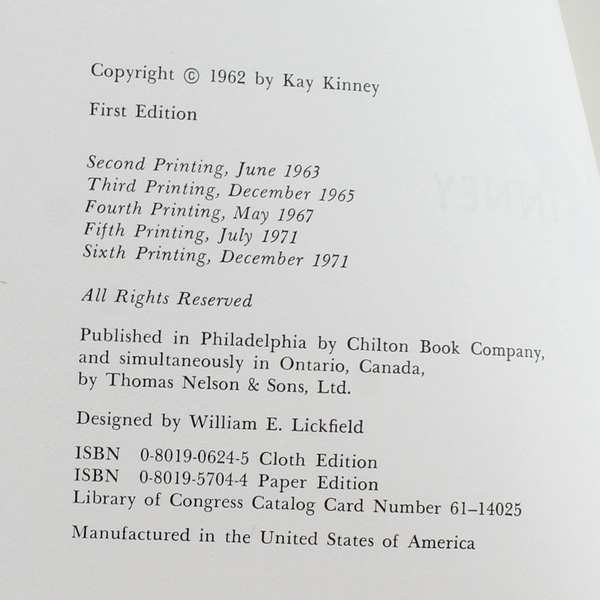 Copyright © 1962 by Kay Kinney
First Edition
Second Printing, June 1963
Third Printing, December 1965
Fourth Printing, May 1967
Fifth Printing, July 1971
Sixth Printing, December 1971
All Rights Reserved
Published in Philadelphia by Chilton Book Company,
and simultaneously in Ontario, Canada,
by Thomas Nelson & Sons, Ltd.
Designed by William E. Lickfield
ISBN 0-8019-0624-5 Cloth Edition
ISBN 0-8019-5704-4 Paper Edition
Library of Congress Catalog Card Number 61–14025
Manufactured in the United States of America